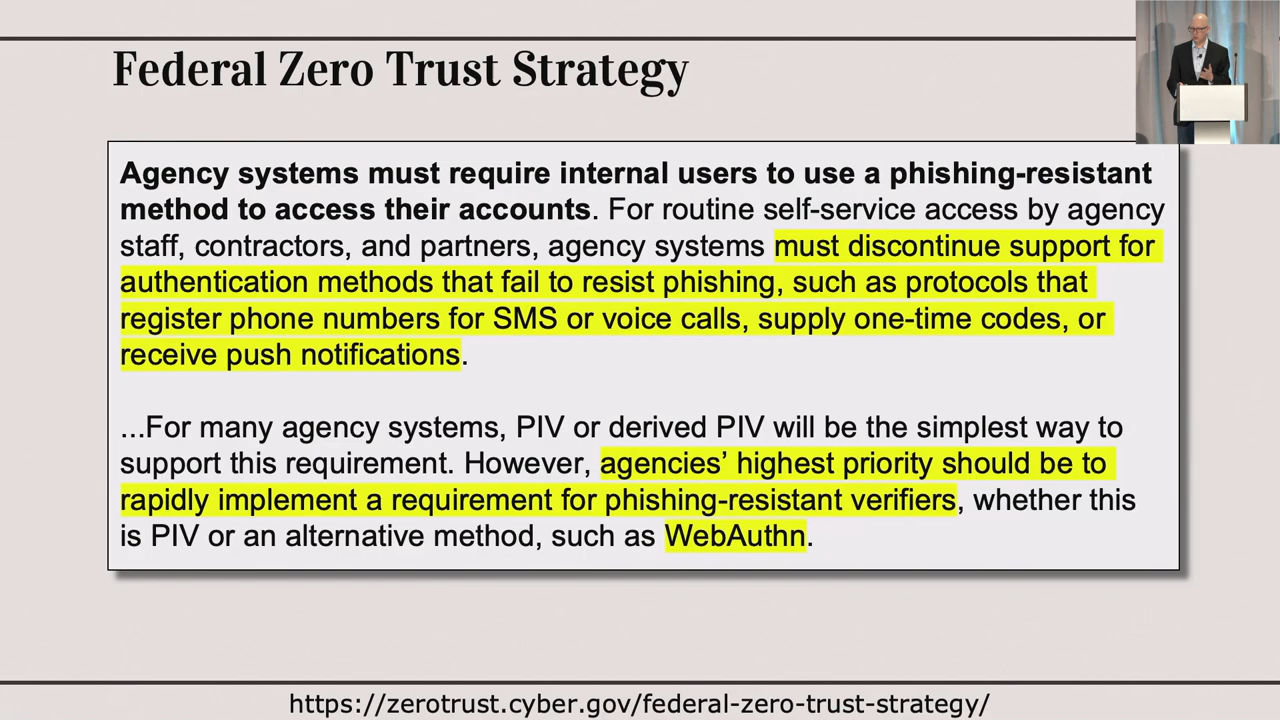 Federal Zero Trust Strategy
Agency systems must require internal users to use a phishing-resistant
method to access their accounts. For routine self-service access by agency
staff, contractors, and partners, agency systems must discontinue support for
authentication methods that fail to resist phishing, such as protocols that
register phone numbers for SMS or voice calls, supply one-time codes, or
receive push notifications.
...For many agency systems, PIV or derived PIV will be the simplest way to
support this requirement. However, agencies’ highest priority should be to
rapidly implement a requirement for phishing-resistant verifiers, whether this
is PIV or an alternative method, such as WebAuthn.
https://zerotrust.cyber.gov/federal-zero-trust-strategy/